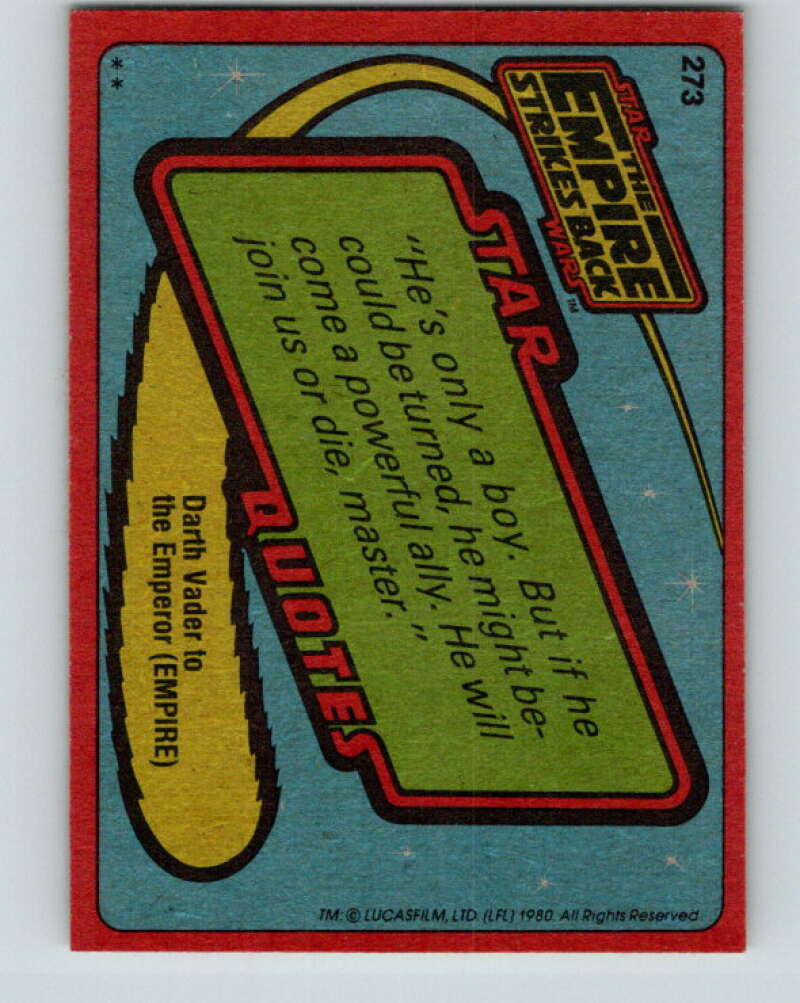 273
STAR
THE
EMPIRE
STRIKES BACK
WARS™
STAR
"He's only a boy. But if he
could be turned, he might be-
come a powerful ally. He will
join us or die, master."
QUOTES
Darth Vader to
the Emperor (EMPIRE)
**
TM: © LUCASFILM, LTD. (LFL) 1980. All Rights Reserved